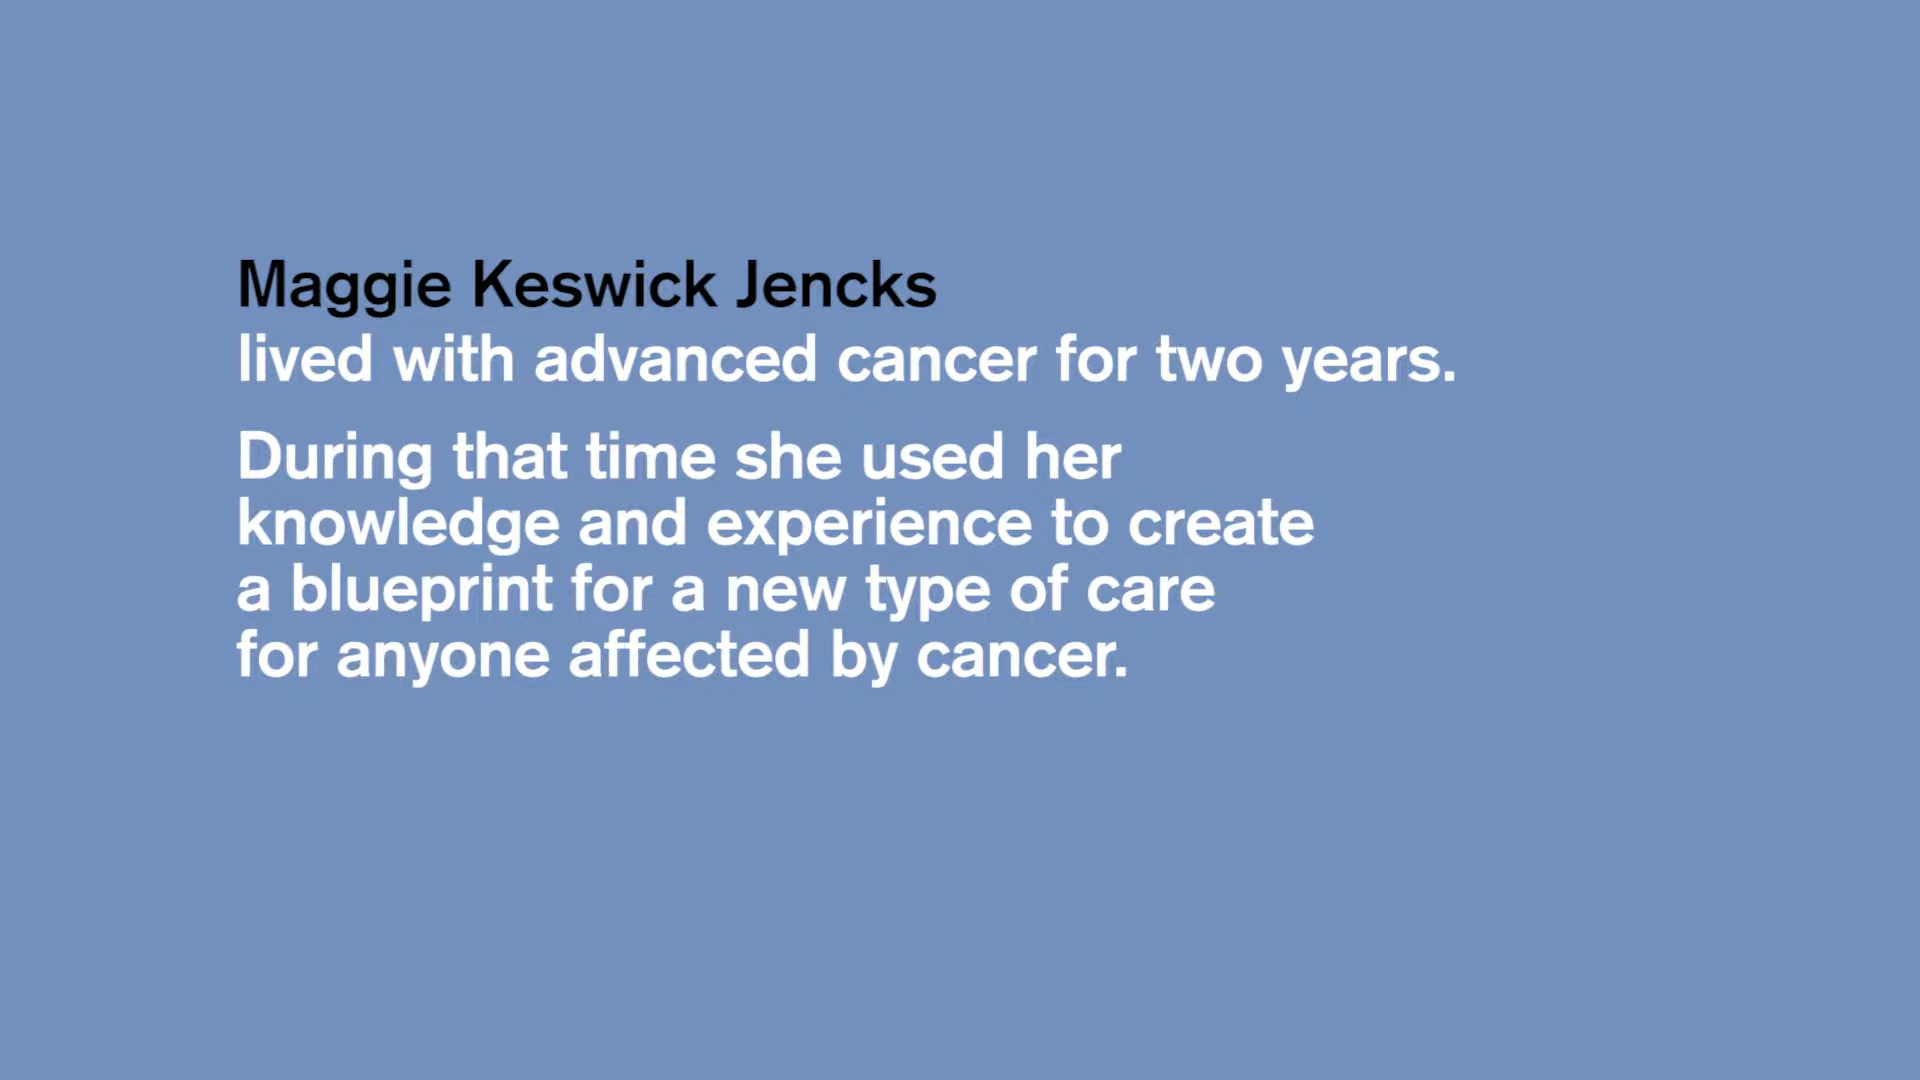 Maggie Keswick Jencks
lived with advanced cancer for two years.
During that time she used her
knowledge and experience to create
a blueprint for a new type of care
for anyone affected by cancer.